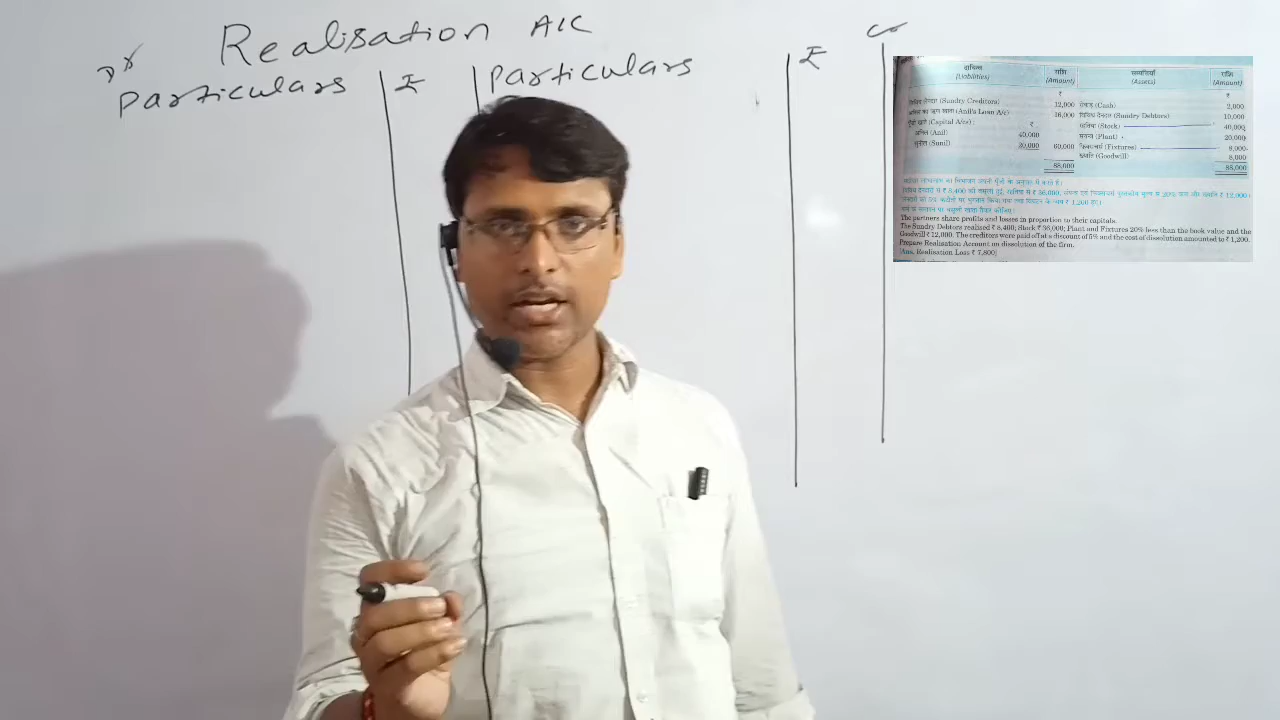 Realisation A/C
Dr
Cr
Particulars ₹ Particulars ₹
दायित्व (Liabilities) राशि (Amount) सम्पत्तियाँ (Assets) राशि (Amount)
₹ ₹
(Sundry Creditors) 12,000 रोकड़ (Cash) 2,000
(Anil's Loan A/c) 16,000 (Sundry Debtors) 10,000
(Capital A/cs) : ₹ (Stock) 40,000
अनिल (Anil) 40,000 (Plant) 20,000
सुनील (Sunil) 20,000 60,000 (Fixtures) 8,000
(Goodwill) 8,000
88,000 88,000
The partners share profits and losses in proportion to their capitals.
The Sundry Debtors realised ₹ 8,400; Stock ₹ 36,000; Plant and Fixtures 20% less than the book value and the
Goodwill ₹ 12,000. The creditors were paid off at a discount of 5% and the cost of dissolution amounted to ₹ 1,200.
Prepare Realisation Account on dissolution of the firm.
[Ans. Realisation Loss ₹ 7,800]